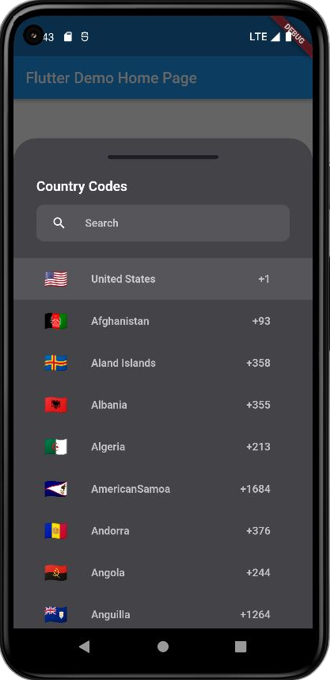 43
LTE
DEBUG
Flutter Demo Home Page
Country Codes
Search
United States +1
Afghanistan +93
Aland Islands +358
Albania +355
Algeria +213
AmericanSamoa +1684
Andorra +376
Angola +244
Anguilla +1264